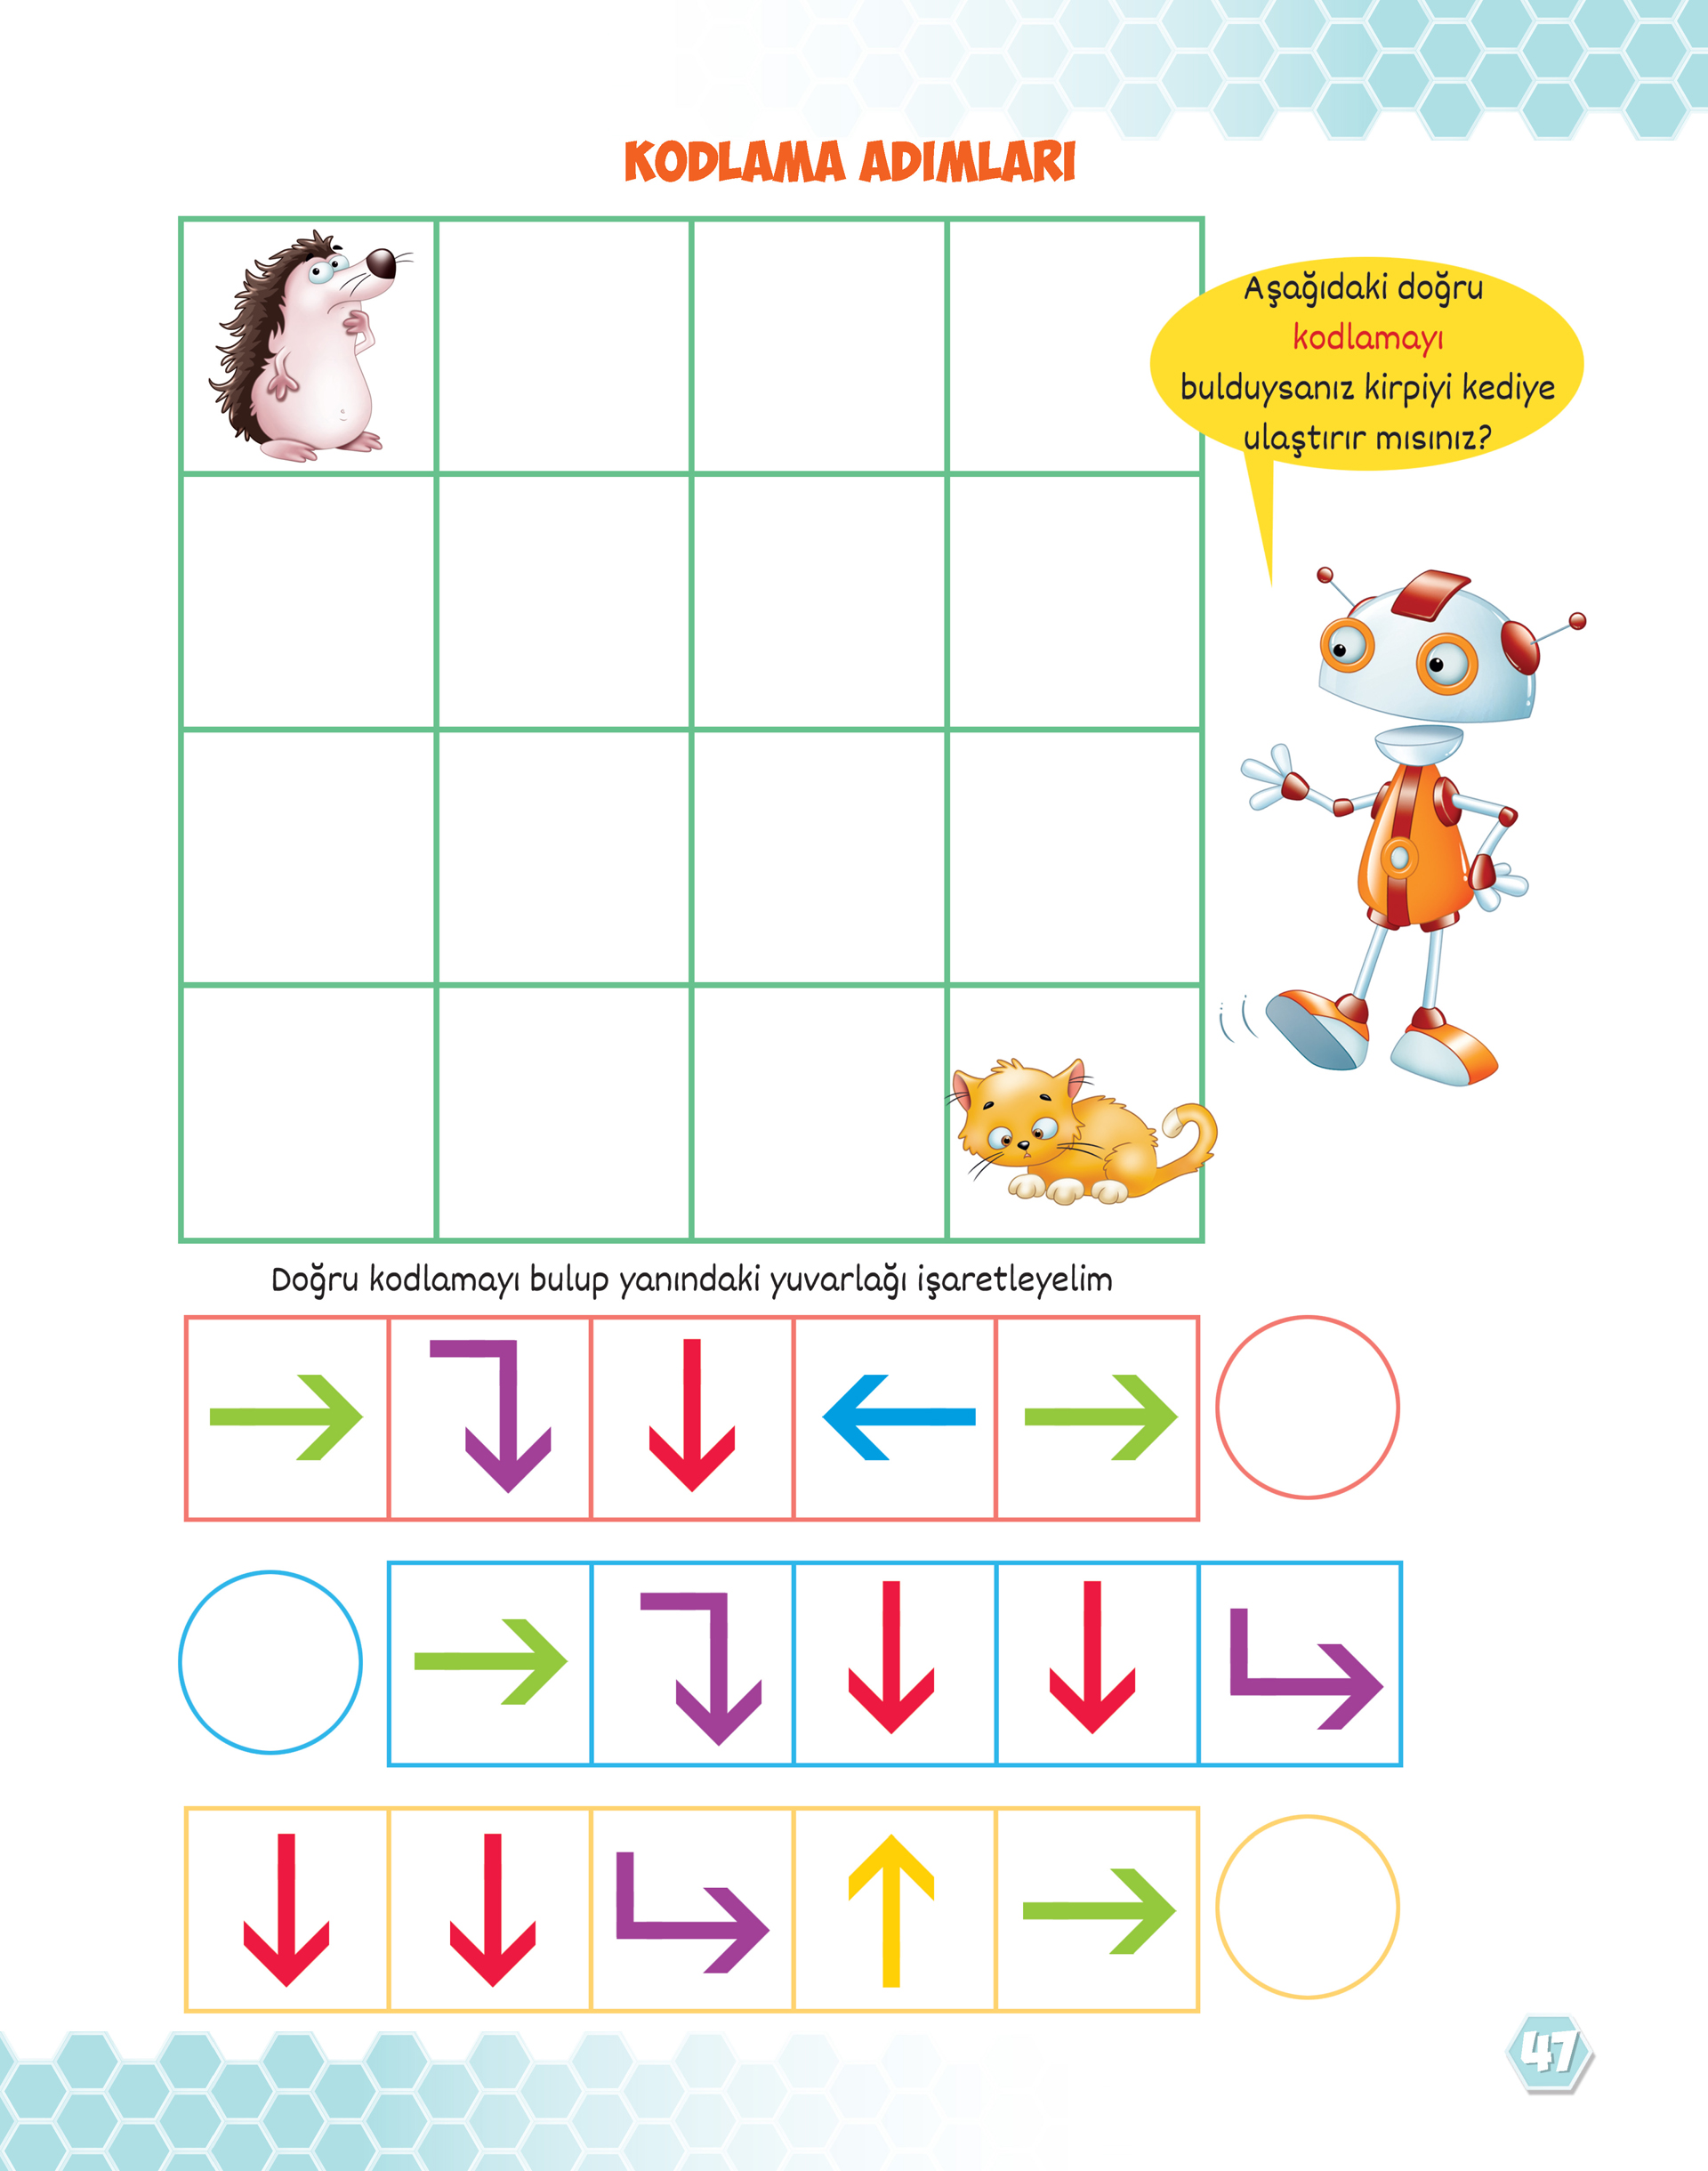 KODLAMA ADIMLARI
Aşağıdaki doğru
kodlamayı
bulduysanız kirpiyi kediye
ulaştırır mısınız?
Doğru kodlamayı bulup yanındaki yuvarlağı işaretleyelim
47